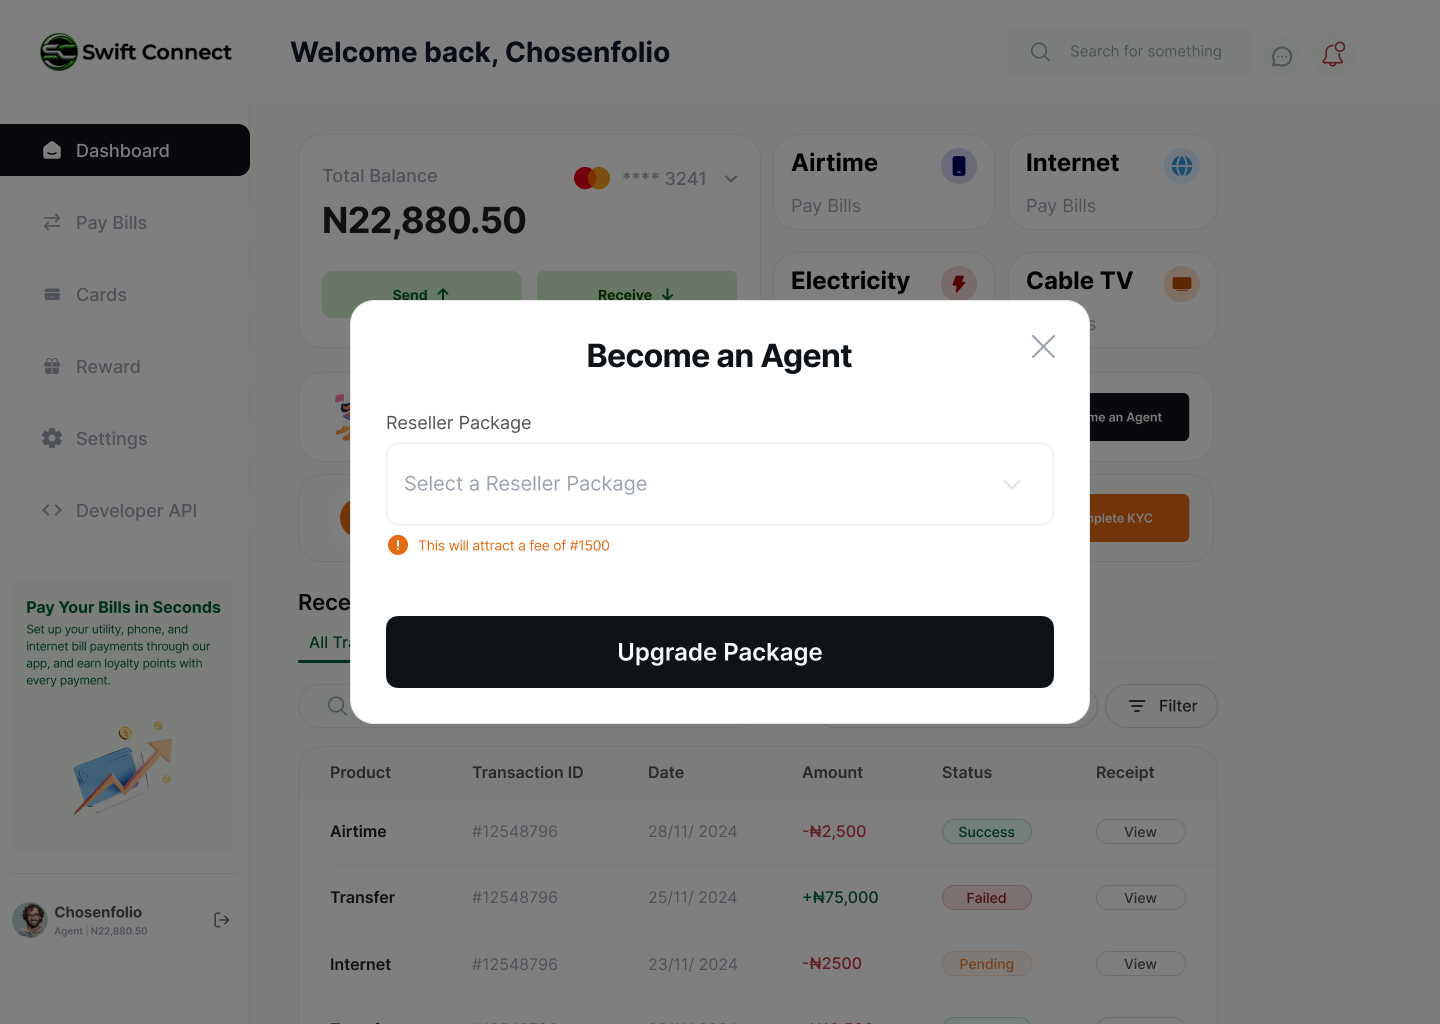 Swift Connect
Welcome back, Chosenfolio
Search for something
Dashboard
Pay Bills
Cards
Reward
Settings
Developer API
Pay Your Bills in Seconds
Set up your utility, phone, and
internet bill payments through our
app, and earn loyalty points with
every payment.
Chosenfolio
Agent | N22,880.50
Total Balance
**** 3241
N22,880.50
Send
Receive
Airtime
Pay Bills
Internet
Pay Bills
Electricity
Cable TV
s
me an Agent
nplete KYC
Become an Agent
Reseller Package
Select a Reseller Package
This will attract a fee of #1500
Upgrade Package
Rece
All Tra
Filter
Product Transaction ID Date Amount Status Receipt
Airtime #12548796 28/11/ 2024 -₦2,500 Success View
Transfer #12548796 25/11/ 2024 +₦75,000 Failed View
Internet #12548796 23/11/ 2024 -₦2500 Pending View